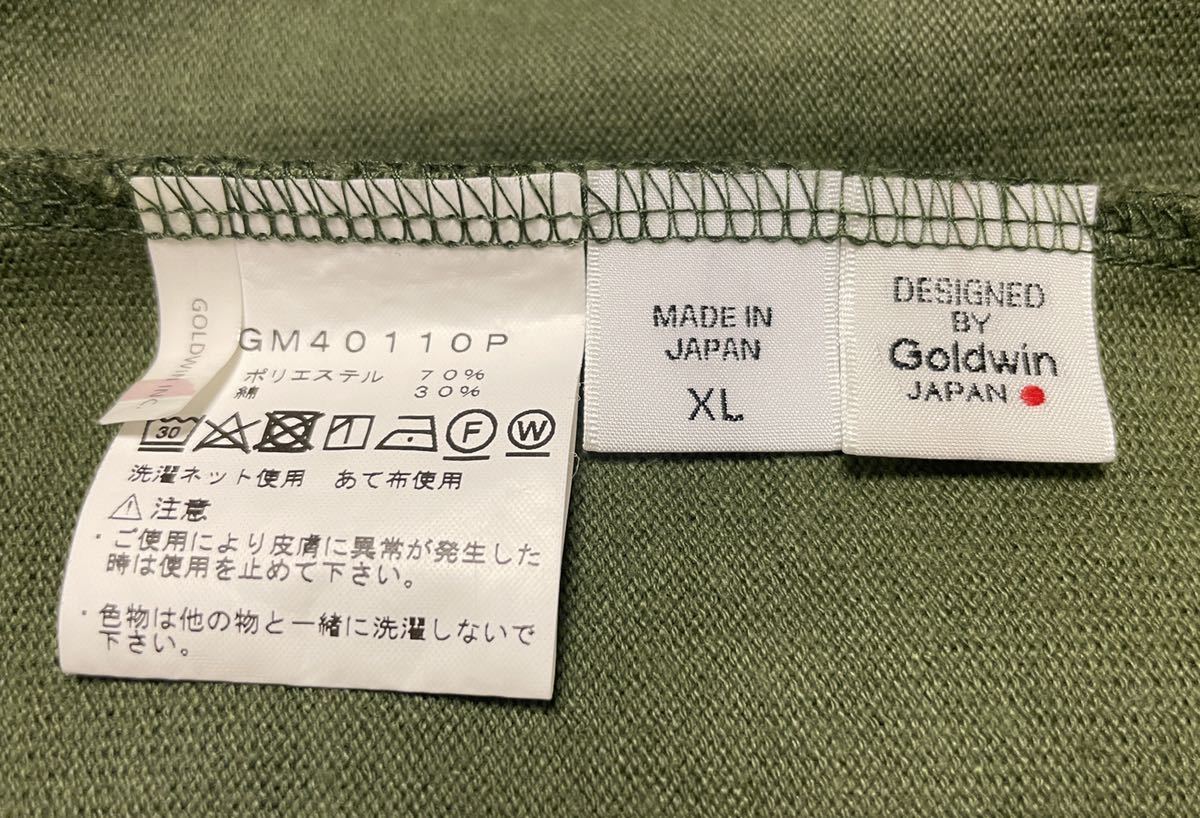 GOLDWIN INC.
GM40110P
ポリエステル 70%
綿 30%
30
F
W
洗濯ネット使用 あて布使用
注意
・ご使用により皮膚に異常が発生した
時は使用を止めて下さい。
・色物は他の物と一緒に洗濯しないで
下さい。
MADE IN
JAPAN
XL
DESIGNED
BY
Goldwin
JAPAN